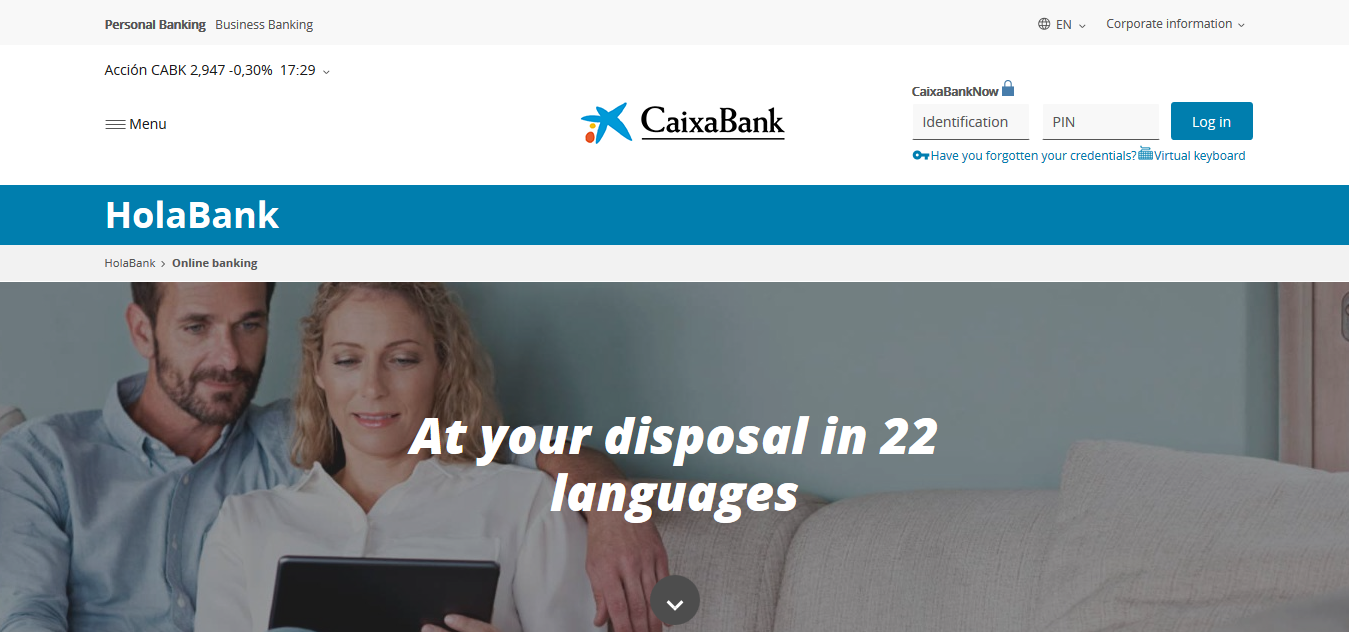 Personal Banking Business Banking
EN Corporate information
Acción CABK 2,947 -0,30% 17:29
Menu
CaixaBank
CaixaBankNow
Identification PIN Log in
Have you forgotten your credentials? Virtual keyboard
HolaBank
HolaBank > Online banking
At your disposal in 22
languages